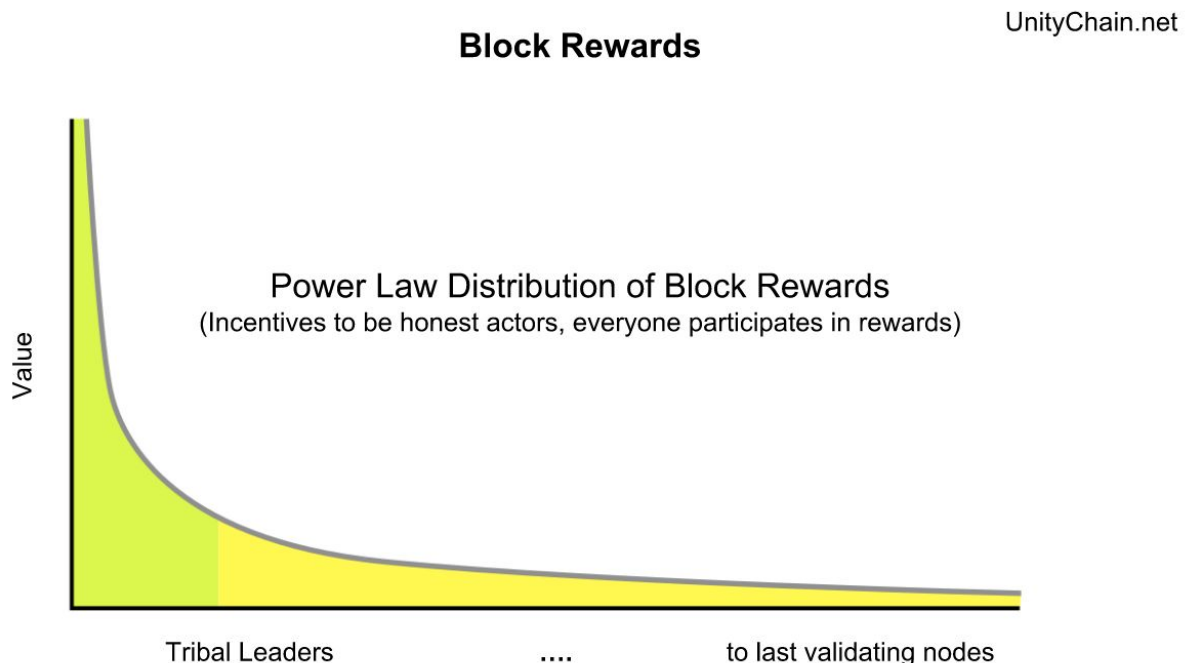 UnityChain.net
Block Rewards
Power Law Distribution of Block Rewards
(Incentives to be honest actors, everyone participates in rewards)
Value
Tribal Leaders .... to last validating nodes